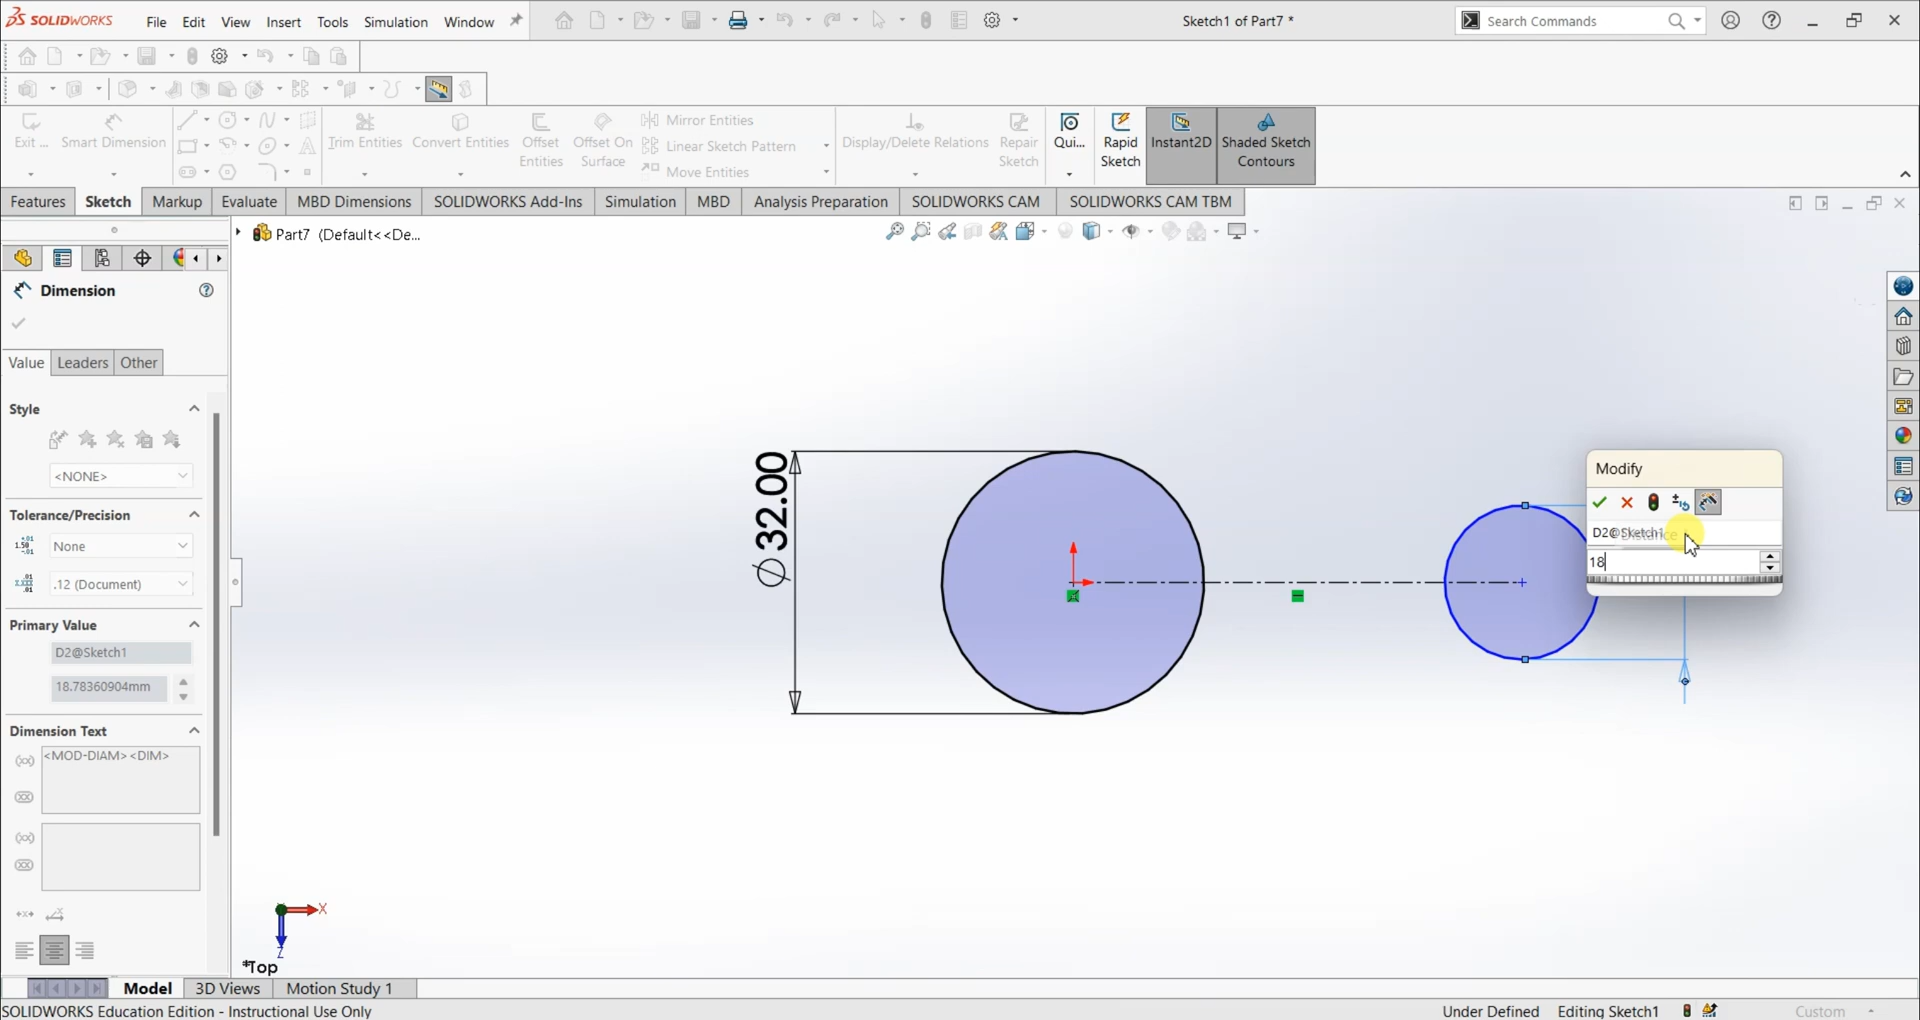 SOLIDWORKS File Edit View Insert Tools Simulation Window Sketch1 of Part7 * Search Commands
Exit ... Smart Dimension Trim Entities Convert Entities Offset Entities Offset On Surface Mirror Entities Linear Sketch Pattern Move Entities Display/Delete Relations Repair Sketch Qui... Rapid Sketch Instant2D Shaded Sketch Contours
Features Sketch Markup Evaluate MBD Dimensions SOLIDWORKS Add-Ins Simulation MBD Analysis Preparation SOLIDWORKS CAM SOLIDWORKS CAM TBM
Part7 (Default<<De...
Dimension
Value Leaders Other
Style
<NONE>
Tolerance/Precision
None
.12 (Document)
Primary Value
D2@Sketch1
18.78360904mm
Dimension Text
<MOD-DIAM><DIM>
∅ 32.00
Modify
D2@Sketch1
Distance
18
X
Z
*Top
Model 3D Views Motion Study 1
SOLIDWORKS Education Edition - Instructional Use Only Under Defined Editing Sketch1 Custom